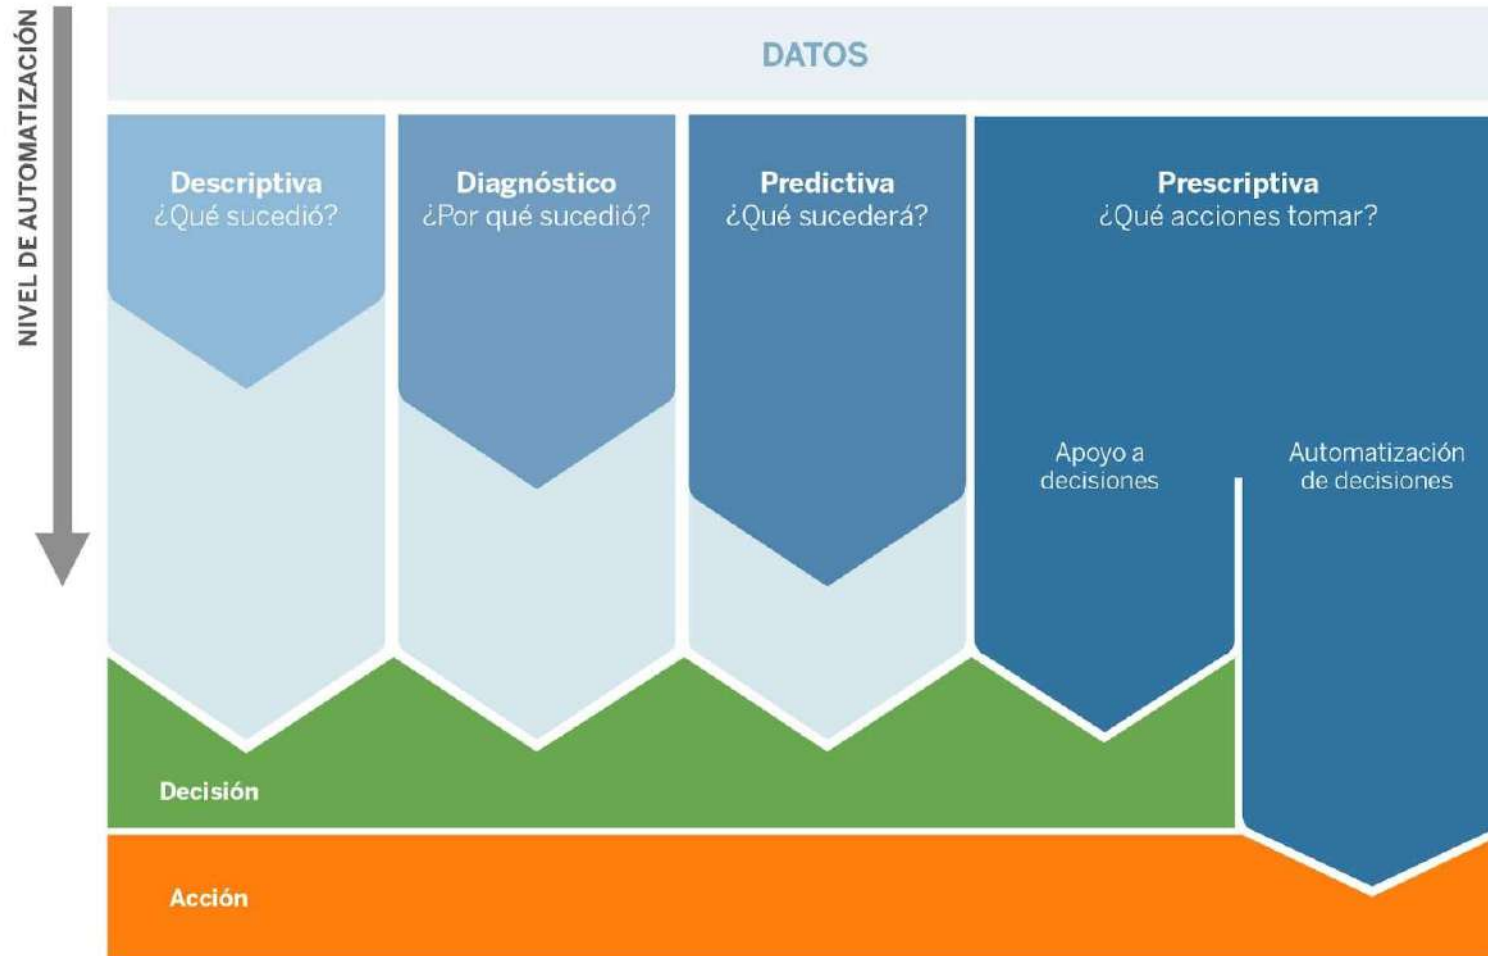 NIVEL DE AUTOMATIZACIÓN
DATOS
Descriptiva
¿Qué sucedió?
Diagnóstico
¿Por qué sucedió?
Predictiva
¿Qué sucederá?
Prescriptiva
¿Qué acciones tomar?
Apoyo a
decisiones
Automatización
de decisiones
Decisión
Acción